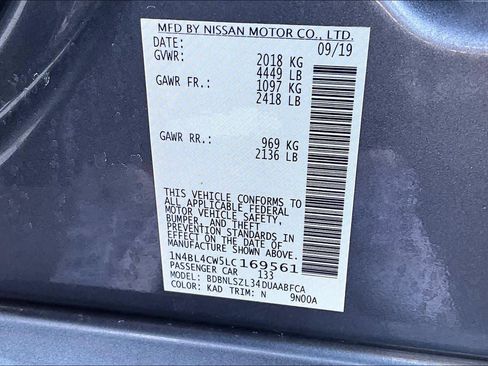 MFD BY NISSAN MOTOR CO., LTD.
DATE: 09/19
GVWR: 2018 KG
4449 LB
GAWR FR.: 1097 KG
2418 LB
GAWR RR.: 969 KG
2136 LB
THIS VEHICLE CONFORMS TO
ALL APPLICABLE FEDERAL
MOTOR VEHICLE SAFETY,
BUMPER, AND THEFT
PREVENTION STANDARDS IN
EFFECT ON THE DATE OF
MANUFACTURE SHOWN ABOVE.
1N4BL4CW5LC169561
PASSENGER CAR 133
MODEL: BDBNLSZL34DUAABFCA
COLOR: KAD TRIM: N 9N00A